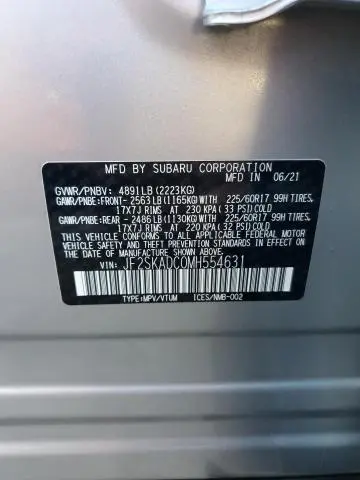 MFD BY SUBARU CORPORATION
MFD IN 06/21
GVWR/PNBV: 4891LB(2223KG)
GAWR/PNBE:FRONT- 2563LB(1165KG) WITH 225/60R17 99H TIRES,
17X7J RIMS AT 230 KPA( 33 PSI) COLD
GAWR/PNBE:REAR - 2486LB(1130KG) WITH 225/60R17 99H TIRES,
17X7J RIMS AT 220 KPA( 32 PSI) COLD
THIS VEHICLE CONFORMS TO ALL APPLICABLE FEDERAL MOTOR
VEHICLE SAFETY, BUMPER, AND THEFT PREVENTION STANDARDS
IN EFFECT ON THE DATE OF MANUFACTURE SHOWN ABOVE.
VIN: JF2SKADC0MH554631
TYPE:MPV/VTUM ICES/NMB-002